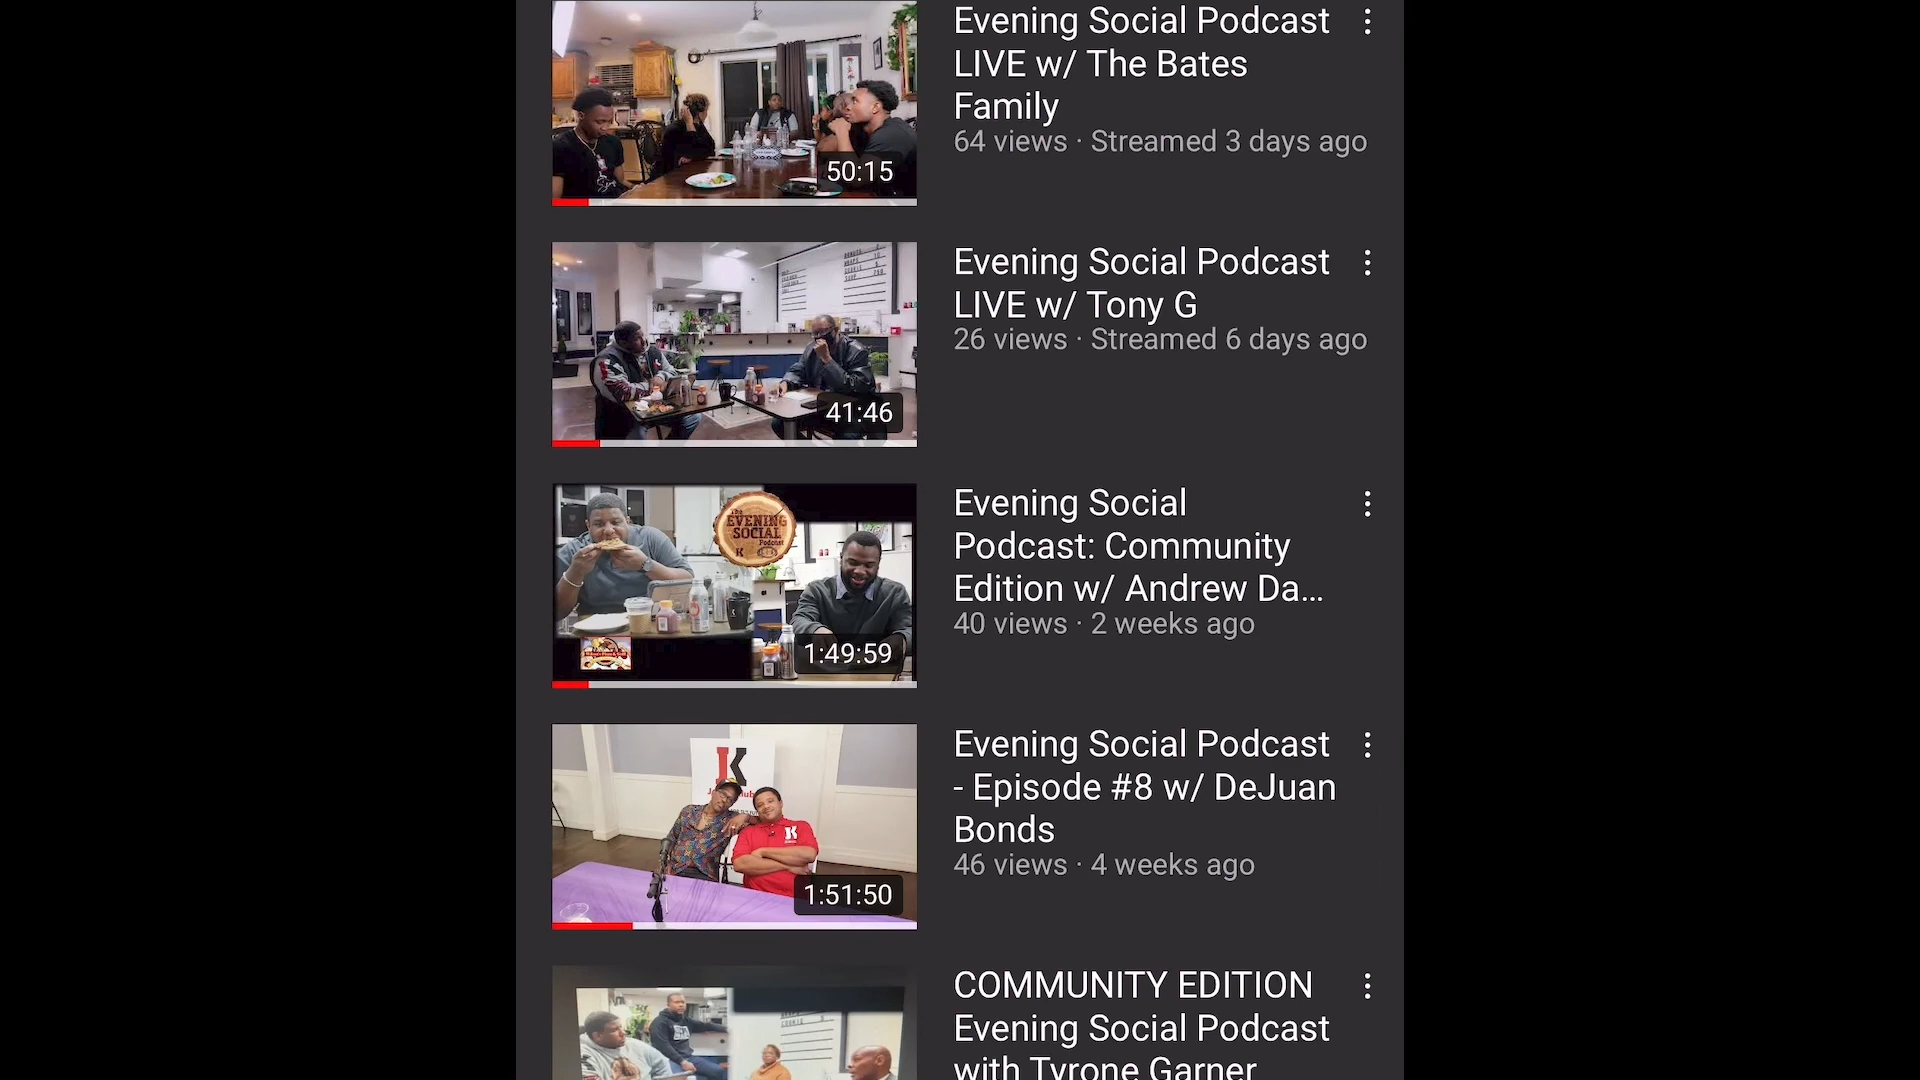 Evening Social Podcast
LIVE w/ The Bates
Family
64 views · Streamed 3 days ago
50:15
Evening Social Podcast
LIVE w/ Tony G
26 views · Streamed 6 days ago
41:46
Evening Social
Podcast: Community
Edition w/ Andrew Da...
40 views · 2 weeks ago
The
EVENING
SOCIAL
Podcast
1:49:59
Evening Social Podcast
- Episode #8 w/ DeJuan
Bonds
46 views · 4 weeks ago
1:51:50
COMMUNITY EDITION
Evening Social Podcast
with Tyrone Garner